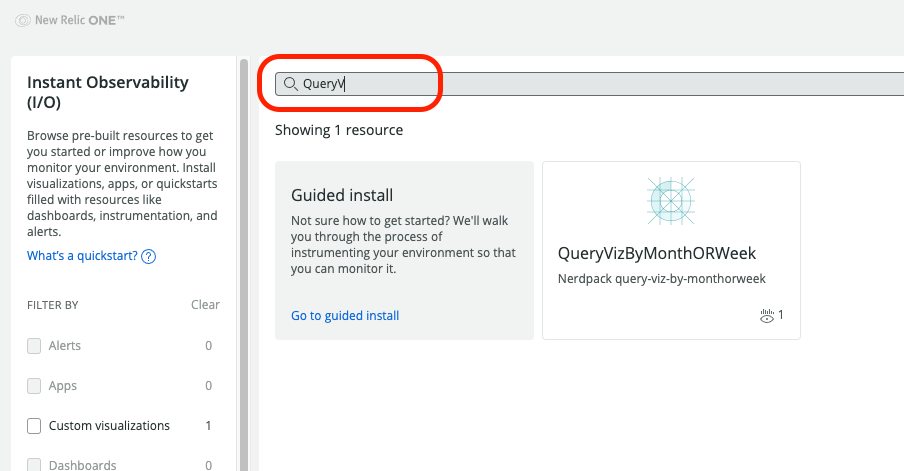 New Relic ONE™
Instant Observability
(I/O)
Browse pre-built resources to get
you started or improve how you
monitor your environment. Install
visualizations, apps, or quickstarts
filled with resources like
dashboards, instrumentation, and
alerts.
What's a quickstart? ?
FILTER BY Clear
Alerts 0
Apps 0
Custom visualizations 1
Dashboards 0
QueryV
Showing 1 resource
Guided install
Not sure how to get started? We'll walk
you through the process of
instrumenting your environment so that
you can monitor it.
Go to guided install
QueryVizByMonthORWeek
Nerdpack query-viz-by-monthorweek
1